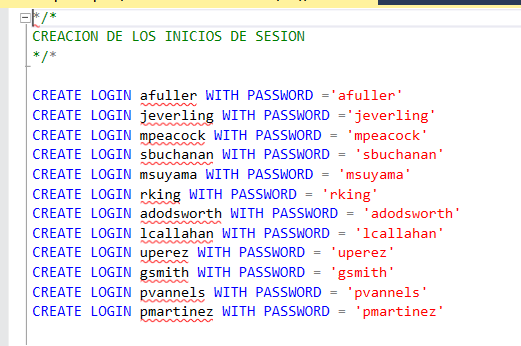 */*
CREACION DE LOS INICIOS DE SESION
*/*
CREATE LOGIN afuller WITH PASSWORD ='afuller'
CREATE LOGIN jeverling WITH PASSWORD ='jeverling'
CREATE LOGIN mpeacock WITH PASSWORD = 'mpeacock'
CREATE LOGIN sbuchanan WITH PASSWORD = 'sbuchanan'
CREATE LOGIN msuyama WITH PASSWORD = 'msuyama'
CREATE LOGIN rking WITH PASSWORD = 'rking'
CREATE LOGIN adodsworth WITH PASSWORD = 'adodsworth'
CREATE LOGIN lcallahan WITH PASSWORD = 'lcallahan'
CREATE LOGIN uperez WITH PASSWORD = 'uperez'
CREATE LOGIN gsmith WITH PASSWORD = 'gsmith'
CREATE LOGIN pvannels WITH PASSWORD = 'pvannels'
CREATE LOGIN pmartinez WITH PASSWORD = 'pmartinez'